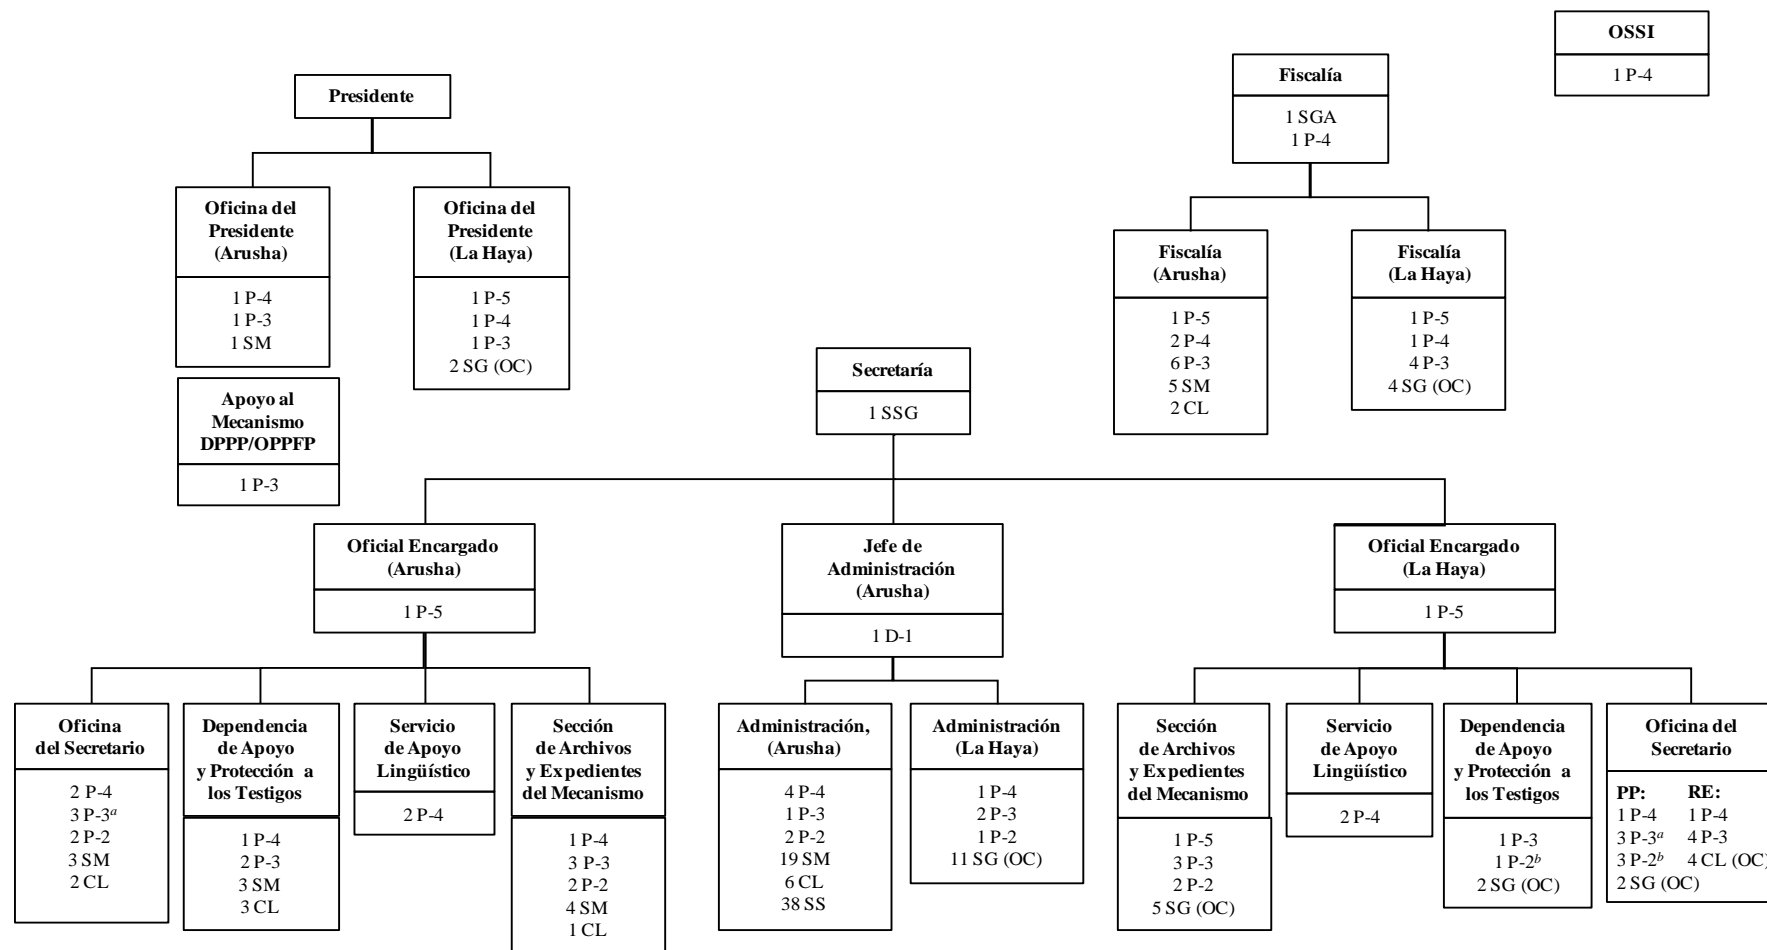 OSSI
1 P-4
Presidente
Fiscalía
1 SGA
1 P-4
Oficina del
Presidente
(Arusha)
1 P-4
1 P-3
1 SM
Oficina del
Presidente
(La Haya)
1 P-5
1 P-4
1 P-3
2 SG (OC)
Apoyo al
Mecanismo
DPPP/OPPFP
1 P-3
Fiscalía
(Arusha)
1 P-5
2 P-4
6 P-3
5 SM
2 CL
Fiscalía
(La Haya)
1 P-5
1 P-4
4 P-3
4 SG (OC)
Secretaría
1 SSG
Oficial Encargado
(Arusha)
1 P-5
Jefe de
Administración
(Arusha)
1 D-1
Oficial Encargado
(La Haya)
1 P-5
Oficina
del Secretario
2 P-4
3 P-3a
2 P-2
3 SM
2 CL
Dependencia
de Apoyo
y Protección a
los Testigos
1 P-4
2 P-3
3 SM
3 CL
Servicio
de Apoyo
Lingüístico
2 P-4
Sección
de Archivos
y Expedientes
del Mecanismo
1 P-4
3 P-3
2 P-2
4 SM
1 CL
Administración,
(Arusha)
4 P-4
1 P-3
2 P-2
19 SM
6 CL
38 SS
Administración
(La Haya)
1 P-4
2 P-3
1 P-2
11 SG (OC)
Sección
de Archivos
y Expedientes
del Mecanismo
1 P-5
3 P-3
2 P-2
5 SG (OC)
Servicio
de Apoyo
Lingüístico
2 P-4
Dependencia
de Apoyo
y Protección a
los Testigos
1 P-3
1 P-2b
2 SG (OC)
Oficina del
Secretario
PP: RE:
1 P-4 1 P-4
3 P-3a 4 P-3
3 P-2b 4 CL (OC)
2 SG (OC)